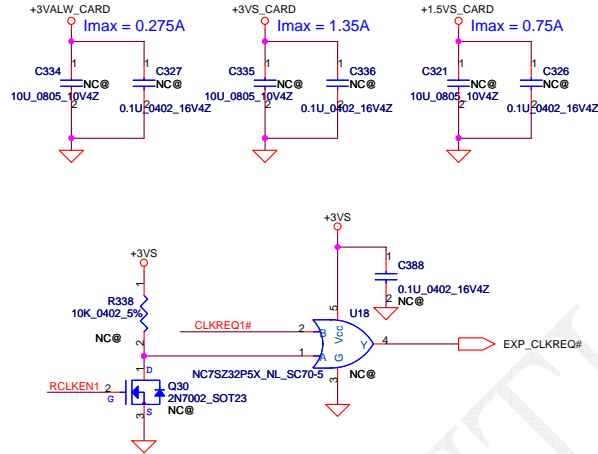 +3VALW_CARD
Imax = 0.275A
1
1
C334
C327
NC@
NC@
10U_0805_10V4Z
2
2
0.1U_0402_16V4Z
+3VS_CARD
Imax = 1.35A
1
1
C335
C336
NC@
NC@
10U_0805_10V4Z
2
2
0.1U_0402_16V4Z
+1.5VS_CARD
Imax = 0.75A
1
1
C321
C326
NC@
NC@
10U_0805_10V4Z
2
2
0.1U_0402_16V4Z
+3VS
+3VS
1
C388
0.1U_0402_16V4Z
2
NC@
1
R338
10K_0402_5%
NC@
2
U18
5
CLKREQ1#
2
B
Vcc
Y
4
EXP_CLKREQ#
1
A
G
NC7SZ32P5X_NL_SC70-5
3
NC@
1
D
RCLKEN1
2
G
Q30
2N7002_SOT23
NC@
3
S